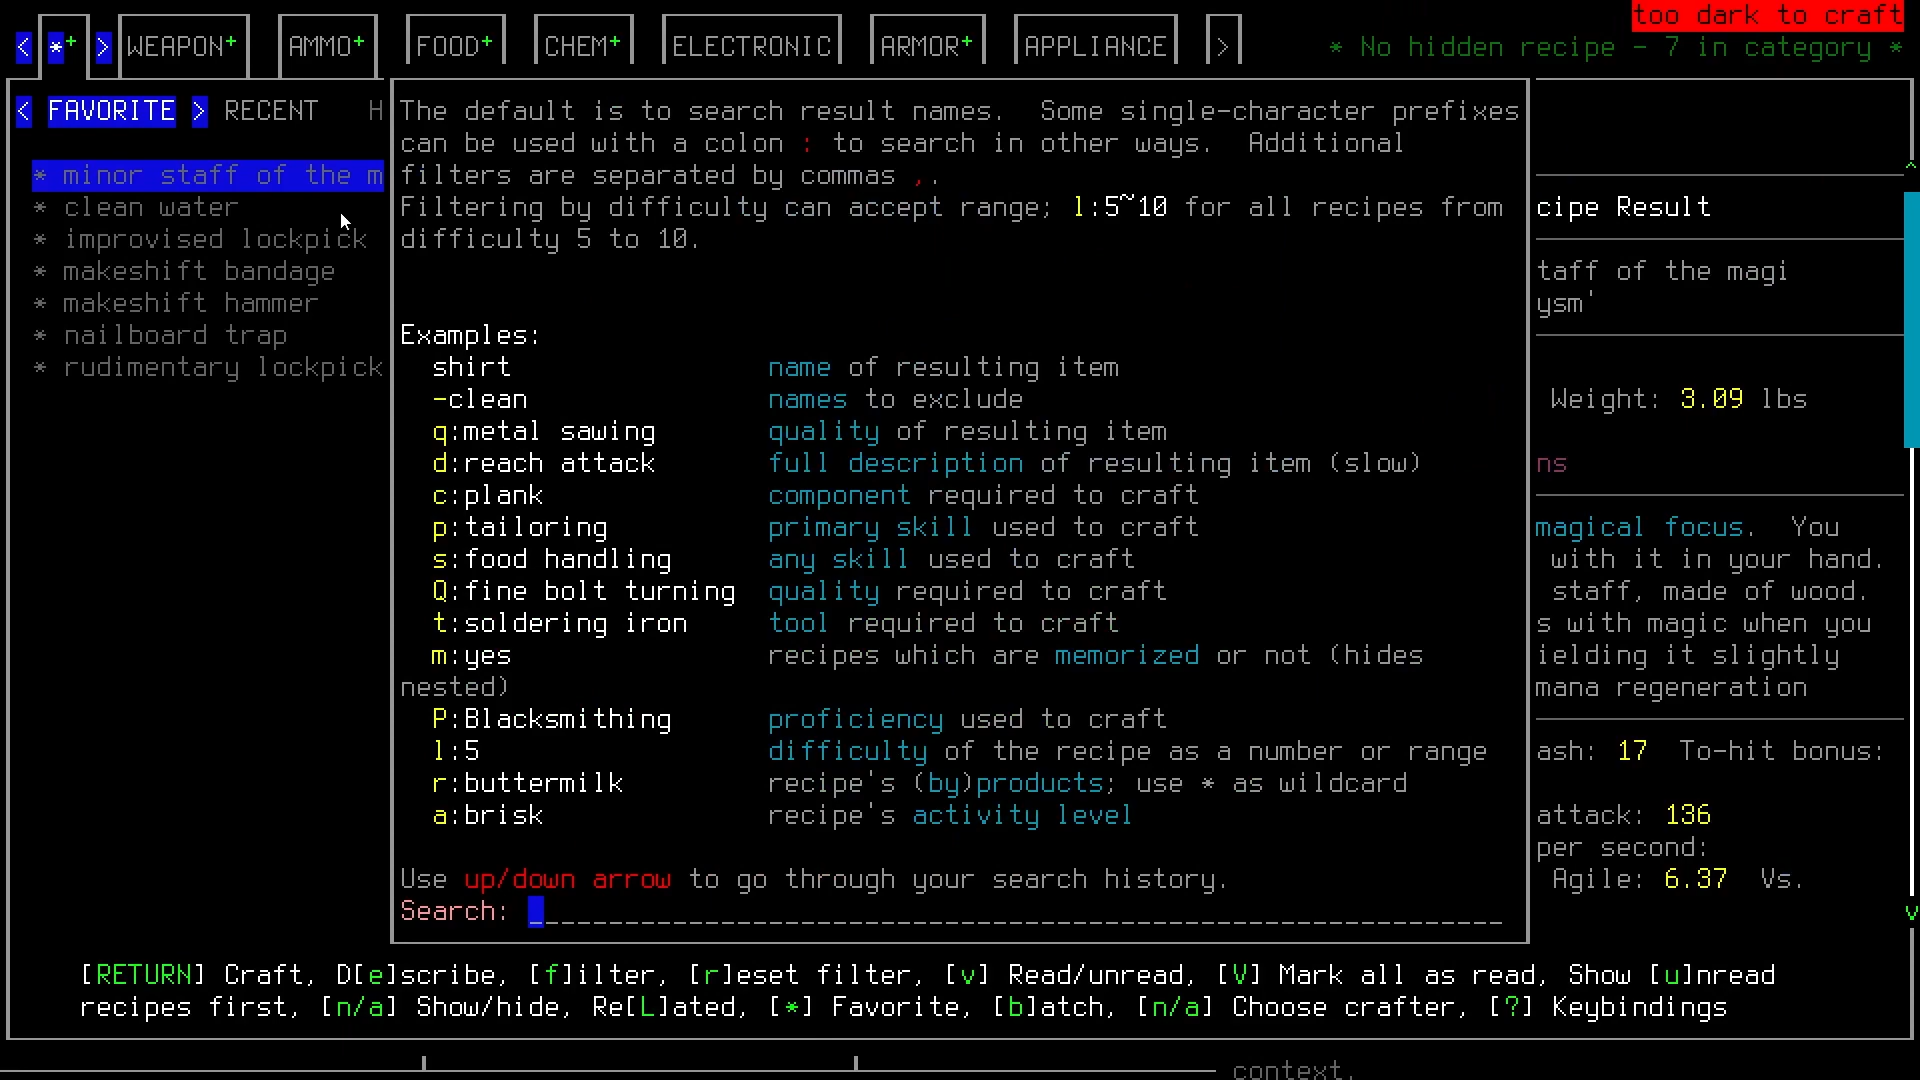 too dark to craft
< *+ > WEAPON+ AMMO+ FOOD+ CHEM+ ELECTRONIC ARMOR+ APPLIANCE > * No hidden recipe - 7 in category *
< FAVORITE > RECENT H
* minor staff of the m
* clean water
* improvised lockpick
* makeshift bandage
* makeshift hammer
* nailboard trap
* rudimentary lockpick
The default is to search result names.  Some single-character prefixes
can be used with a colon : to search in other ways.  Additional
filters are separated by commas ,.
Filtering by difficulty can accept range; l:5~10 for all recipes from
difficulty 5 to 10.
Examples:
shirt name of resulting item
-clean names to exclude
q:metal sawing quality of resulting item
d:reach attack full description of resulting item (slow)
c:plank component required to craft
p:tailoring primary skill used to craft
s:food handling any skill used to craft
Q:fine bolt turning quality required to craft
t:soldering iron tool required to craft
m:yes recipes which are memorized or not (hides
nested)
P:Blacksmithing proficiency used to craft
l:5 difficulty of the recipe as a number or range
r:buttermilk recipe's (by)products; use * as wildcard
a:brisk recipe's activity level
Use up/down arrow to go through your search history.
Search: _
cipe Result
taff of the magi
ysm'
Weight: 3.09 lbs
ns
magical focus.  You
with it in your hand.
staff, made of wood.
s with magic when you
ielding it slightly
mana regeneration
ash: 17  To-hit bonus:
attack: 136
per second:
Agile: 6.37  Vs.
[RETURN] Craft, D[e]scribe, [f]ilter, [r]eset filter, [v] Read/unread, [V] Mark all as read, Show [u]nread
recipes first, [n/a] Show/hide, Re[L]ated, [*] Favorite, [b]atch, [n/a] Choose crafter, [?] Keybindings
context.